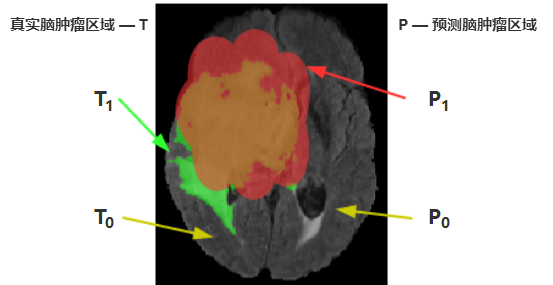 真实脑肿瘤区域 — T
P — 预测脑肿瘤区域
T₁
P₁
T₀
P₀